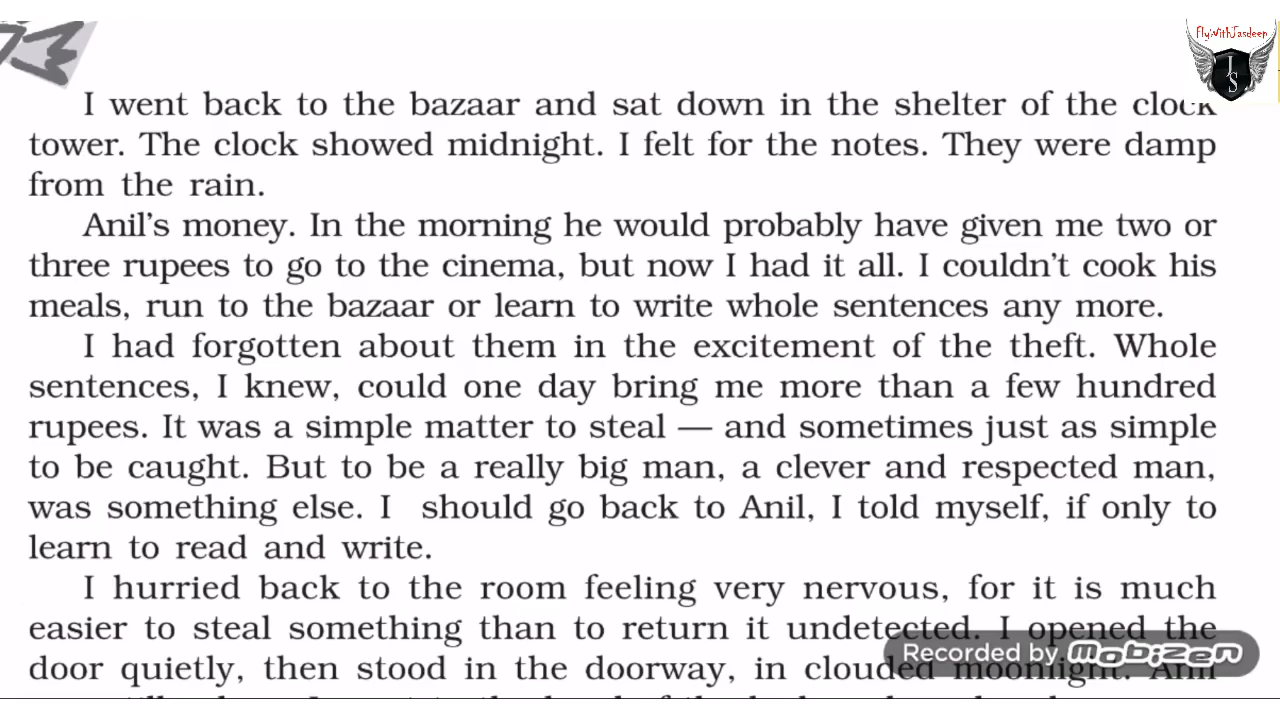 FlyWithJasdeep
JS
I went back to the bazaar and sat down in the shelter of the clock
tower. The clock showed midnight. I felt for the notes. They were damp
from the rain.
Anil's money. In the morning he would probably have given me two or
three rupees to go to the cinema, but now I had it all. I couldn't cook his
meals, run to the bazaar or learn to write whole sentences any more.
I had forgotten about them in the excitement of the theft. Whole
sentences, I knew, could one day bring me more than a few hundred
rupees. It was a simple matter to steal — and sometimes just as simple
to be caught. But to be a really big man, a clever and respected man,
was something else. I should go back to Anil, I told myself, if only to
learn to read and write.
I hurried back to the room feeling very nervous, for it is much
easier to steal something than to return it undetected. I opened the
door quietly, then stood in the doorway, in clouded moonlight. Anil
Recorded by Mobizen